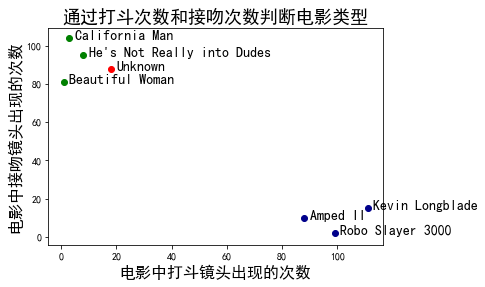 通过打斗次数和接吻次数判断电影类型
California Man
He's Not Really into Dudes
Unknown
Beautiful Woman
Kevin Longblade
Amped II
Robo Slayer 3000
电影中接吻镜头出现的次数
100
80
60
40
20
0
0
20
40
60
80
100
电影中打斗镜头出现的次数